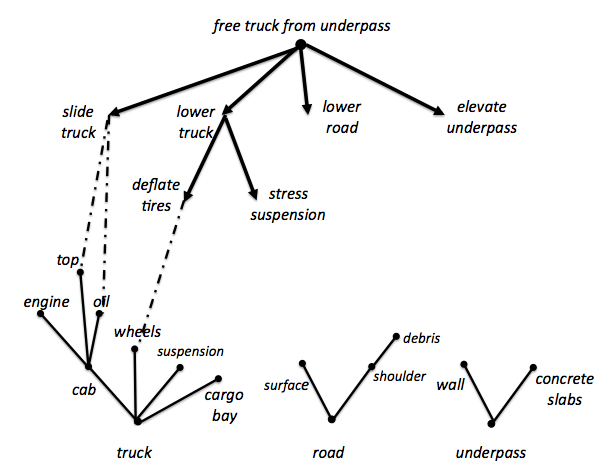 free truck from underpass
slide
truck
lower
truck
lower
road
elevate
underpass
deflate
tires
stress
suspension
top
engine
oil
wheels
suspension
cab
cargo
bay
debris
surface
shoulder
wall
concrete
slabs
truck
road
underpass